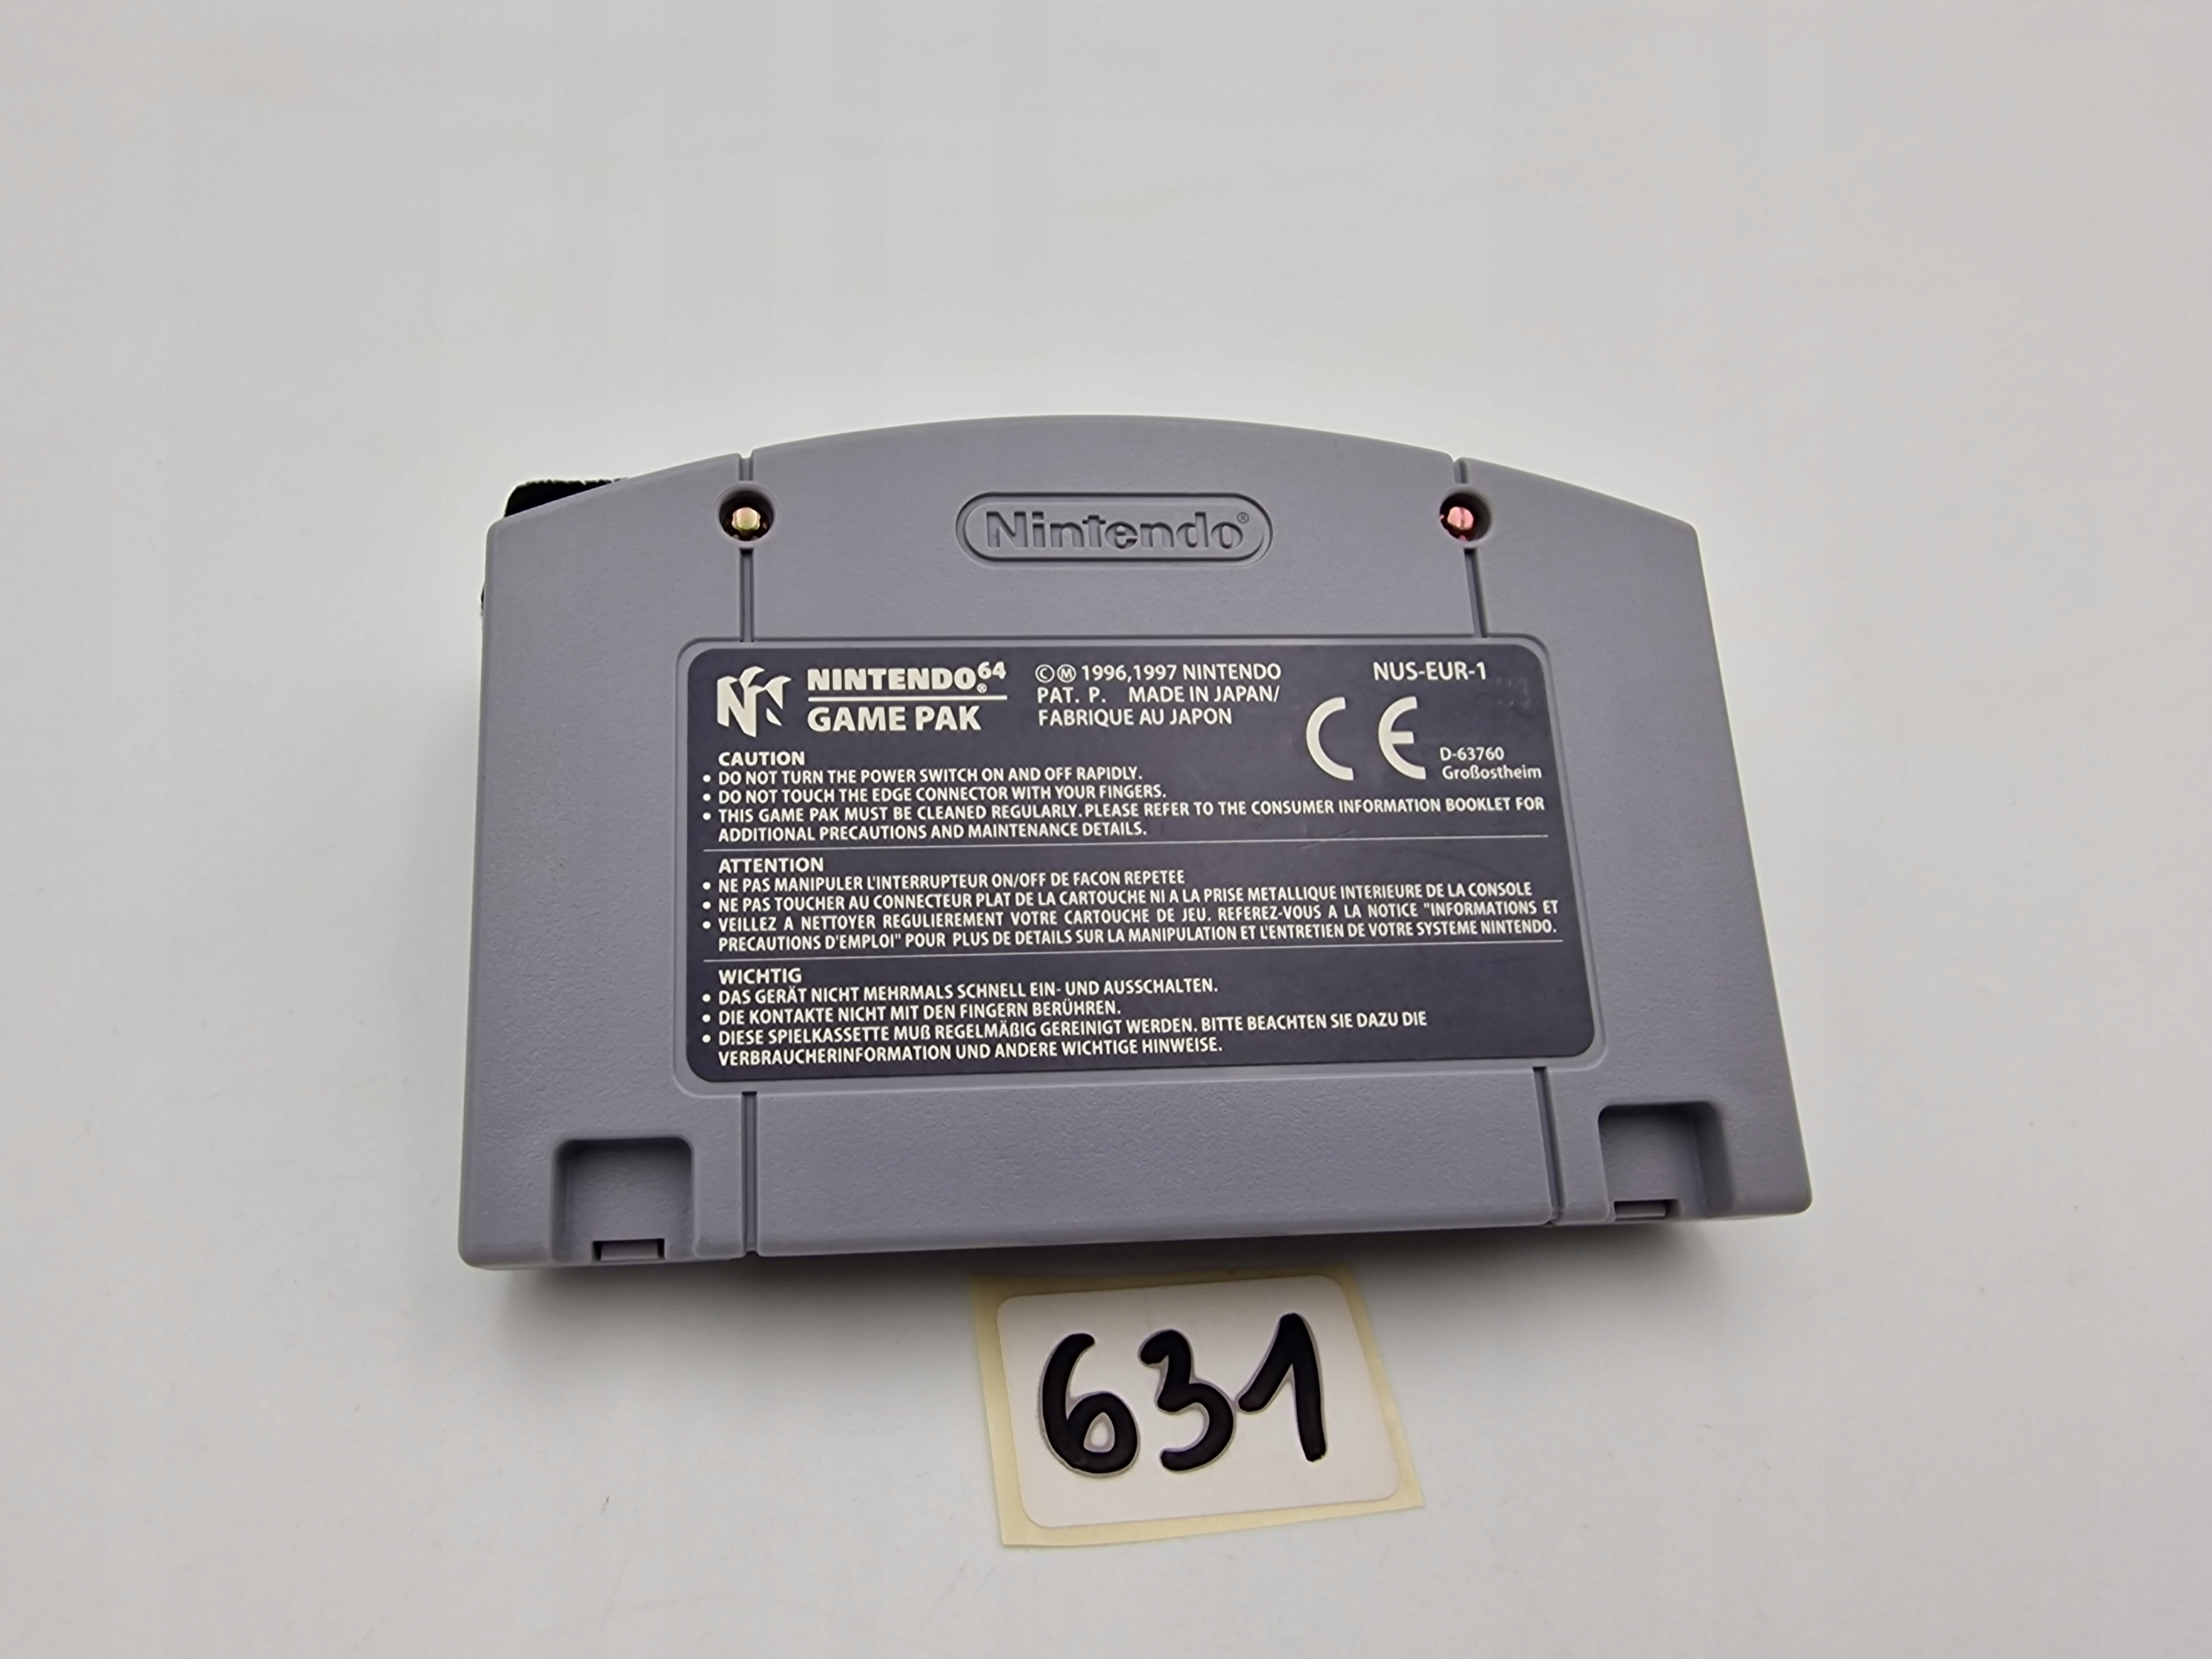 Nintendo®
NINTENDO64®
GAME PAK
©Ⓜ 1996,1997 NINTENDO
PAT. P. MADE IN JAPAN/
FABRIQUE AU JAPON
NUS-EUR-1
CE
D-63760
Großostheim
CAUTION
• DO NOT TURN THE POWER SWITCH ON AND OFF RAPIDLY.
• DO NOT TOUCH THE EDGE CONNECTOR WITH YOUR FINGERS.
• THIS GAME PAK MUST BE CLEANED REGULARLY. PLEASE REFER TO THE CONSUMER INFORMATION BOOKLET FOR
ADDITIONAL PRECAUTIONS AND MAINTENANCE DETAILS.
ATTENTION
• NE PAS MANIPULER L'INTERRUPTEUR ON/OFF DE FACON REPETEE
• NE PAS TOUCHER AU CONNECTEUR PLAT DE LA CARTOUCHE NI A LA PRISE METALLIQUE INTERIEURE DE LA CONSOLE
• VEILLEZ A NETTOYER REGULIEREMENT VOTRE CARTOUCHE DE JEU. REFEREZ-VOUS A LA NOTICE "INFORMATIONS ET
PRECAUTIONS D'EMPLOI" POUR PLUS DE DETAILS SUR LA MANIPULATION ET L'ENTRETIEN DE VOTRE SYSTEME NINTENDO.
WICHTIG
• DAS GERÄT NICHT MEHRMALS SCHNELL EIN- UND AUSSCHALTEN.
• DIE KONTAKTE NICHT MIT DEN FINGERN BERÜHREN.
• DIESE SPIELKASSETTE MUß REGELMÄßIG GEREINIGT WERDEN. BITTE BEACHTEN SIE DAZU DIE
VERBRAUCHERINFORMATION UND ANDERE WICHTIGE HINWEISE.
631